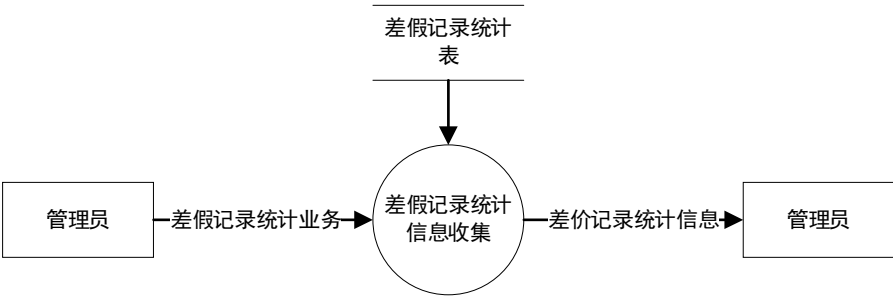 差假记录统计
表
管理员
差假记录统计业务
差假记录统计
信息收集
差价记录统计信息
管理员